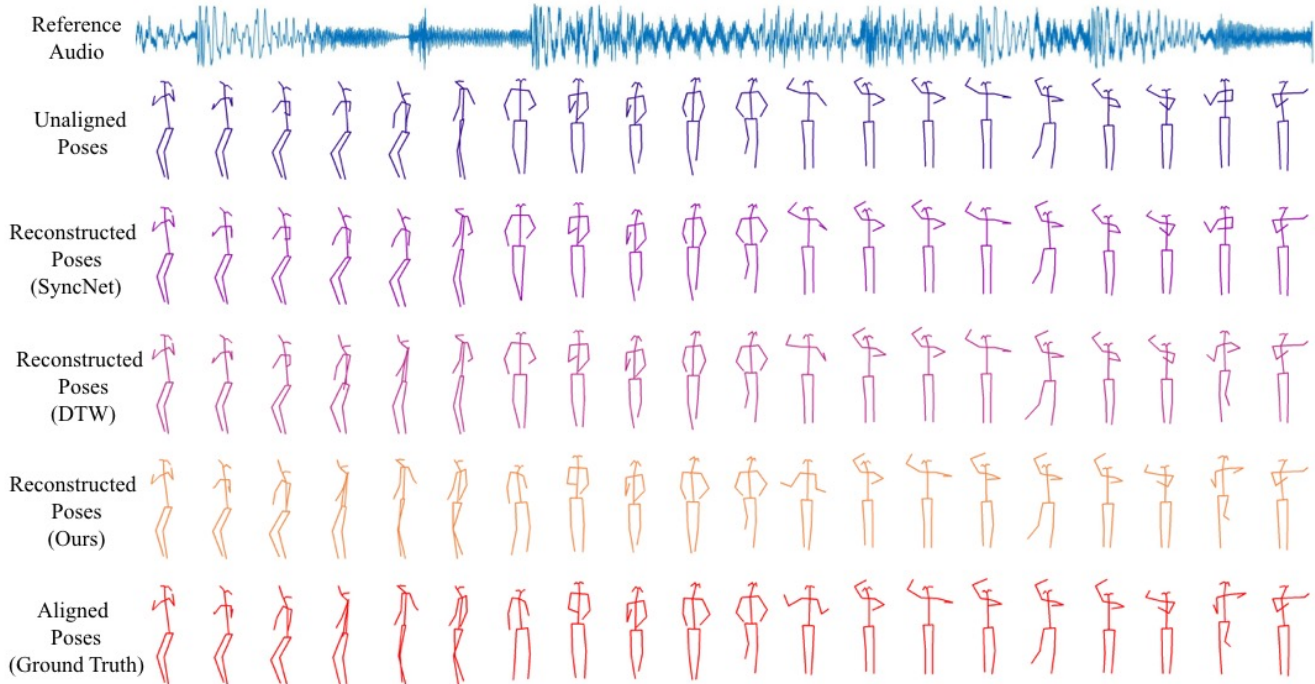 Reference
Audio
Unaligned
Poses
Reconstructed
Poses
(SyncNet)
Reconstructed
Poses
(DTW)
Reconstructed
Poses
(Ours)
Aligned
Poses
(Ground Truth)